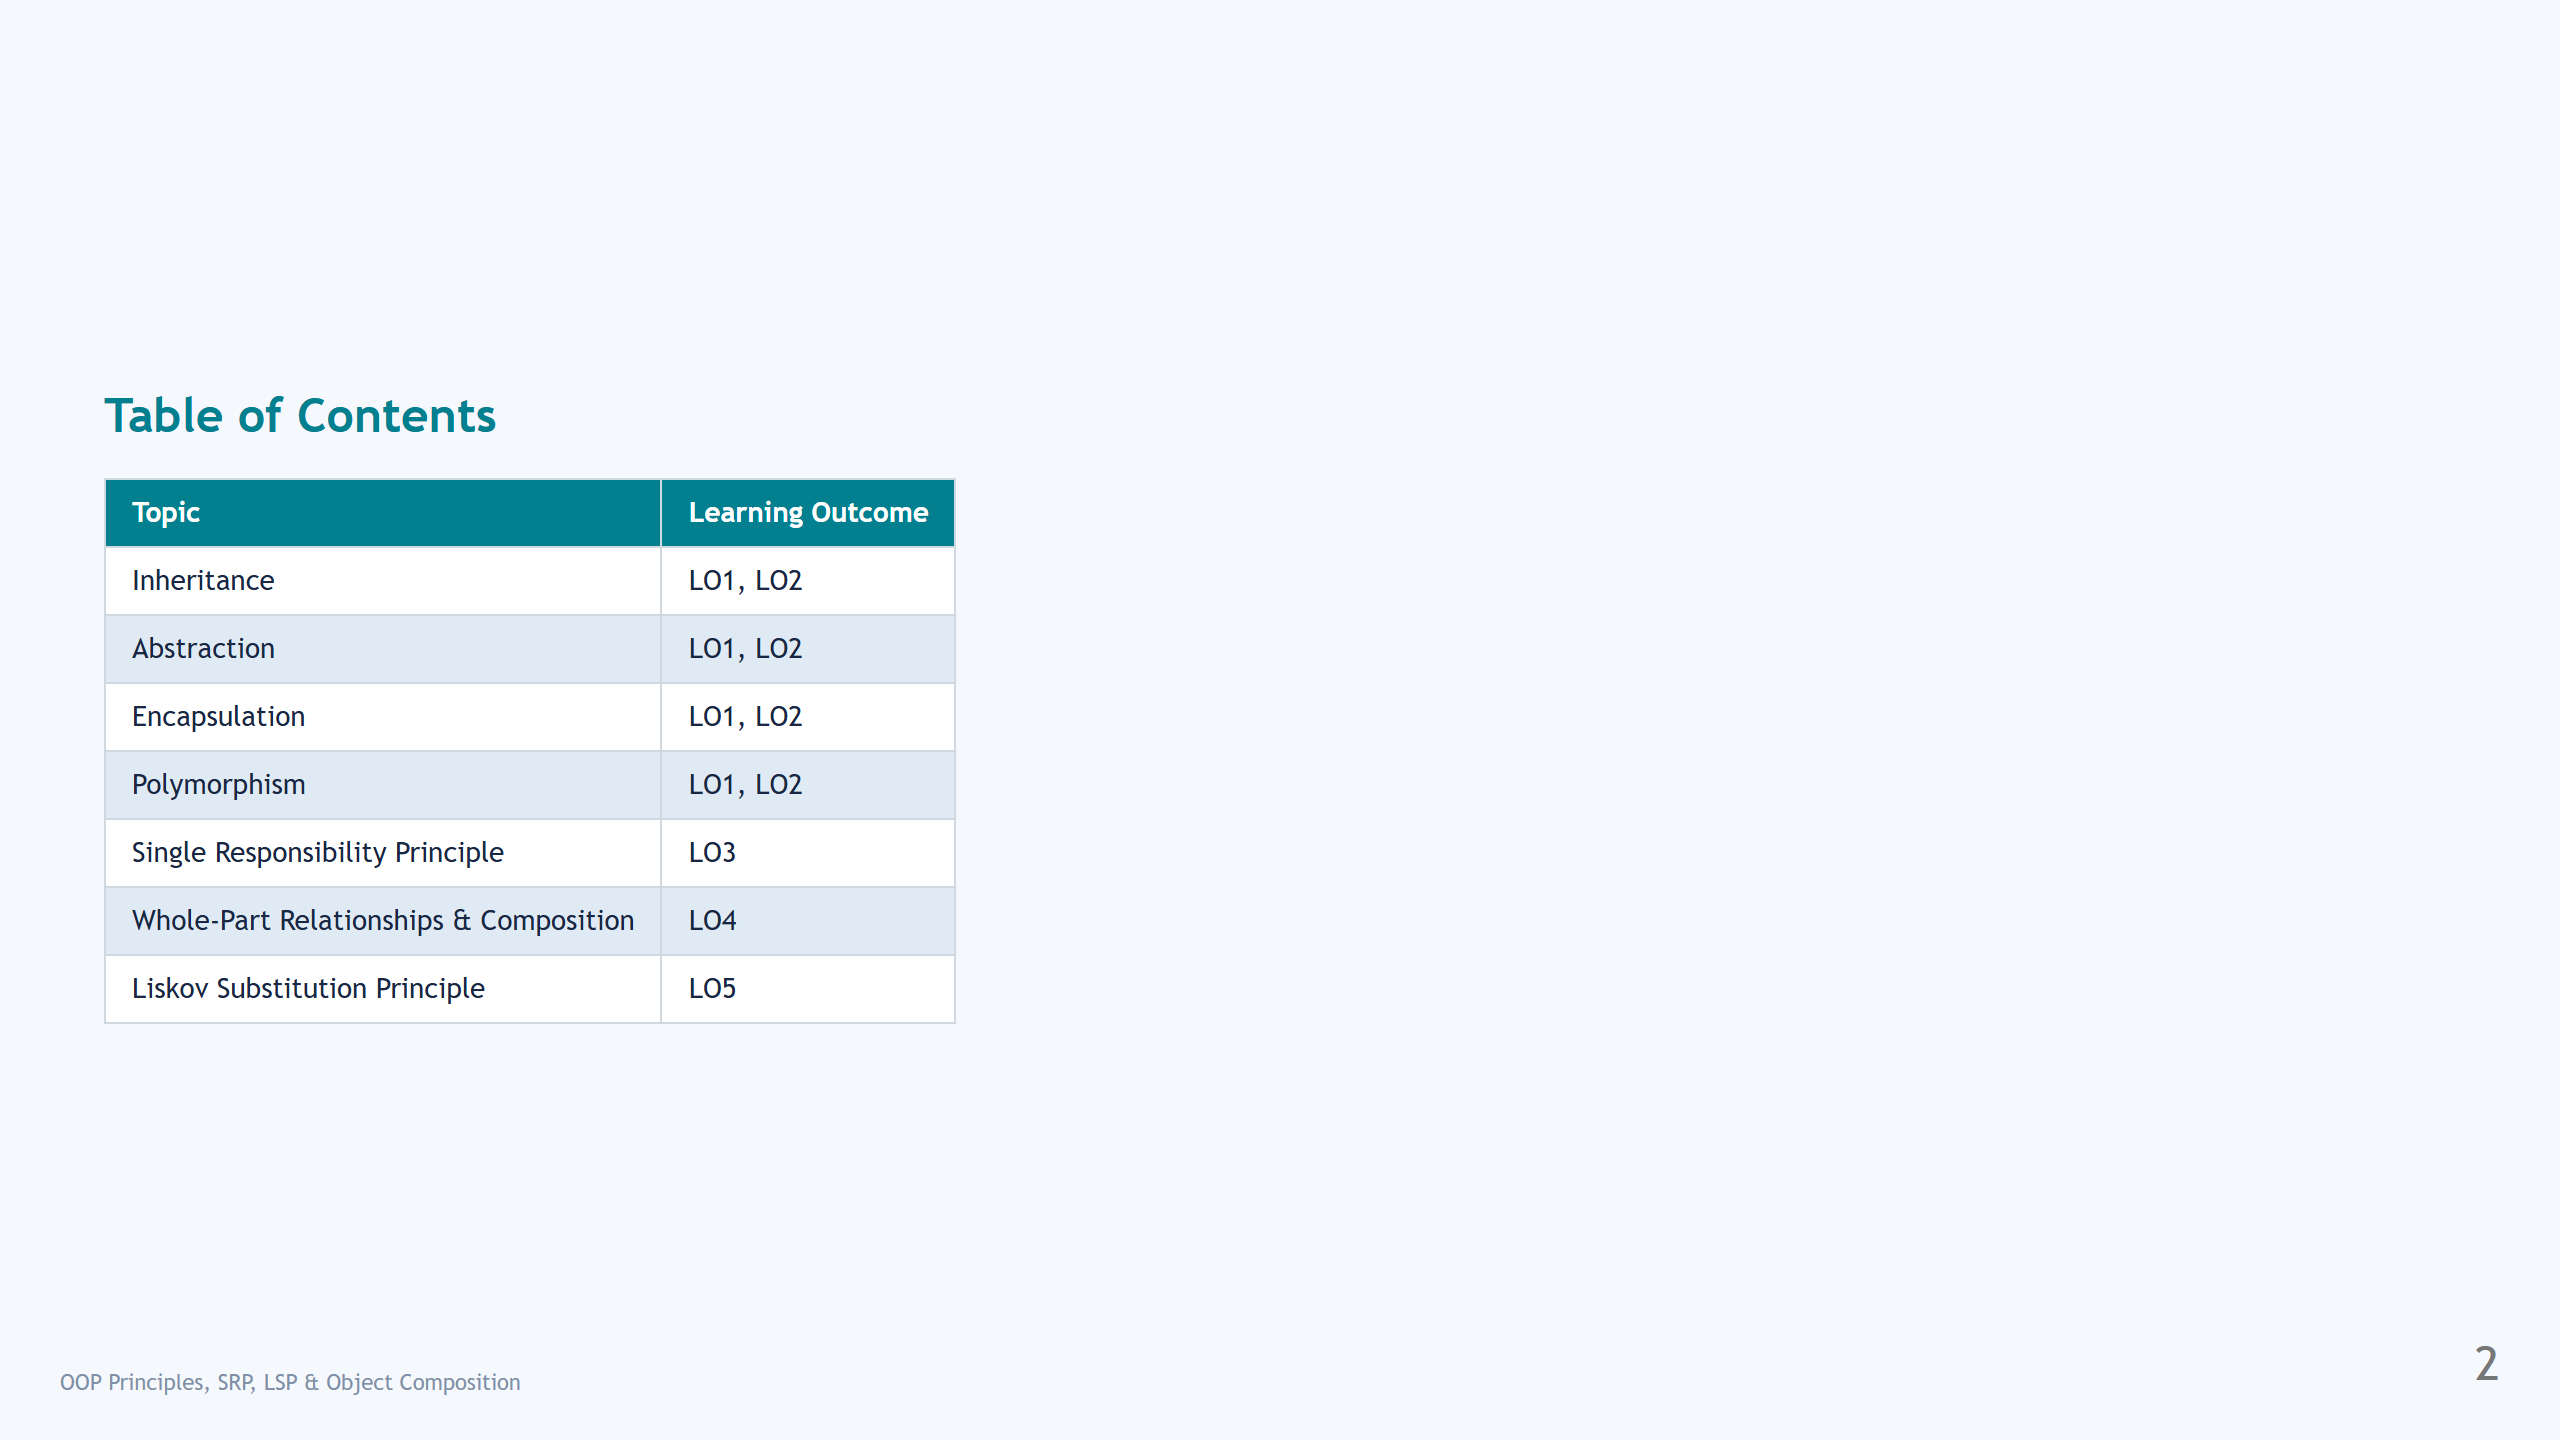 Table of Contents
Topic Learning Outcome
Inheritance LO1, LO2
Abstraction LO1, LO2
Encapsulation LO1, LO2
Polymorphism LO1, LO2
Single Responsibility Principle LO3
Whole-Part Relationships & Composition LO4
Liskov Substitution Principle LO5
OOP Principles, SRP, LSP & Object Composition
2